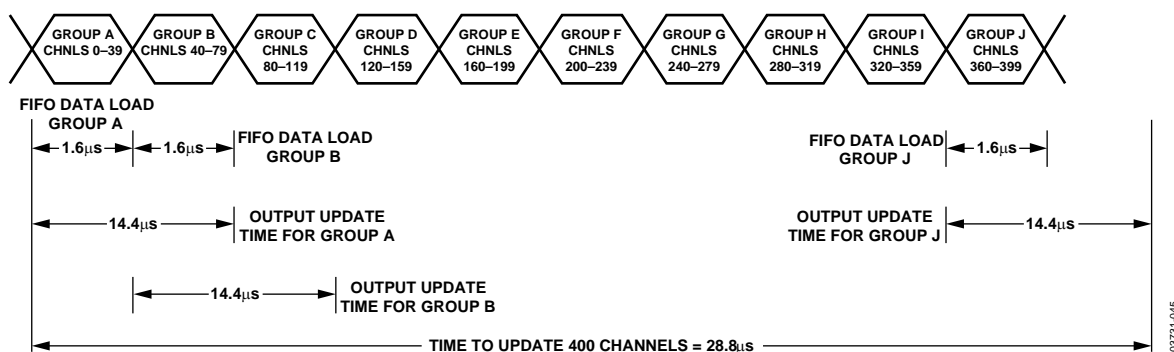 GROUP A
CHNLS 0–39
GROUP B
CHNLS 40–79
GROUP C
CHNLS
80–119
GROUP D
CHNLS
120–159
GROUP E
CHNLS
160–199
GROUP F
CHNLS
200–239
GROUP G
CHNLS
240–279
GROUP H
CHNLS
280–319
GROUP I
CHNLS
320–359
GROUP J
CHNLS
360–399
FIFO DATA LOAD
GROUP A
1.6µs
1.6µs
FIFO DATA LOAD
GROUP B
FIFO DATA LOAD
GROUP J
1.6µs
14.4µs
OUTPUT UPDATE
TIME FOR GROUP A
OUTPUT UPDATE
TIME FOR GROUP J
14.4µs
14.4µs
OUTPUT UPDATE
TIME FOR GROUP B
TIME TO UPDATE 400 CHANNELS = 28.8µs